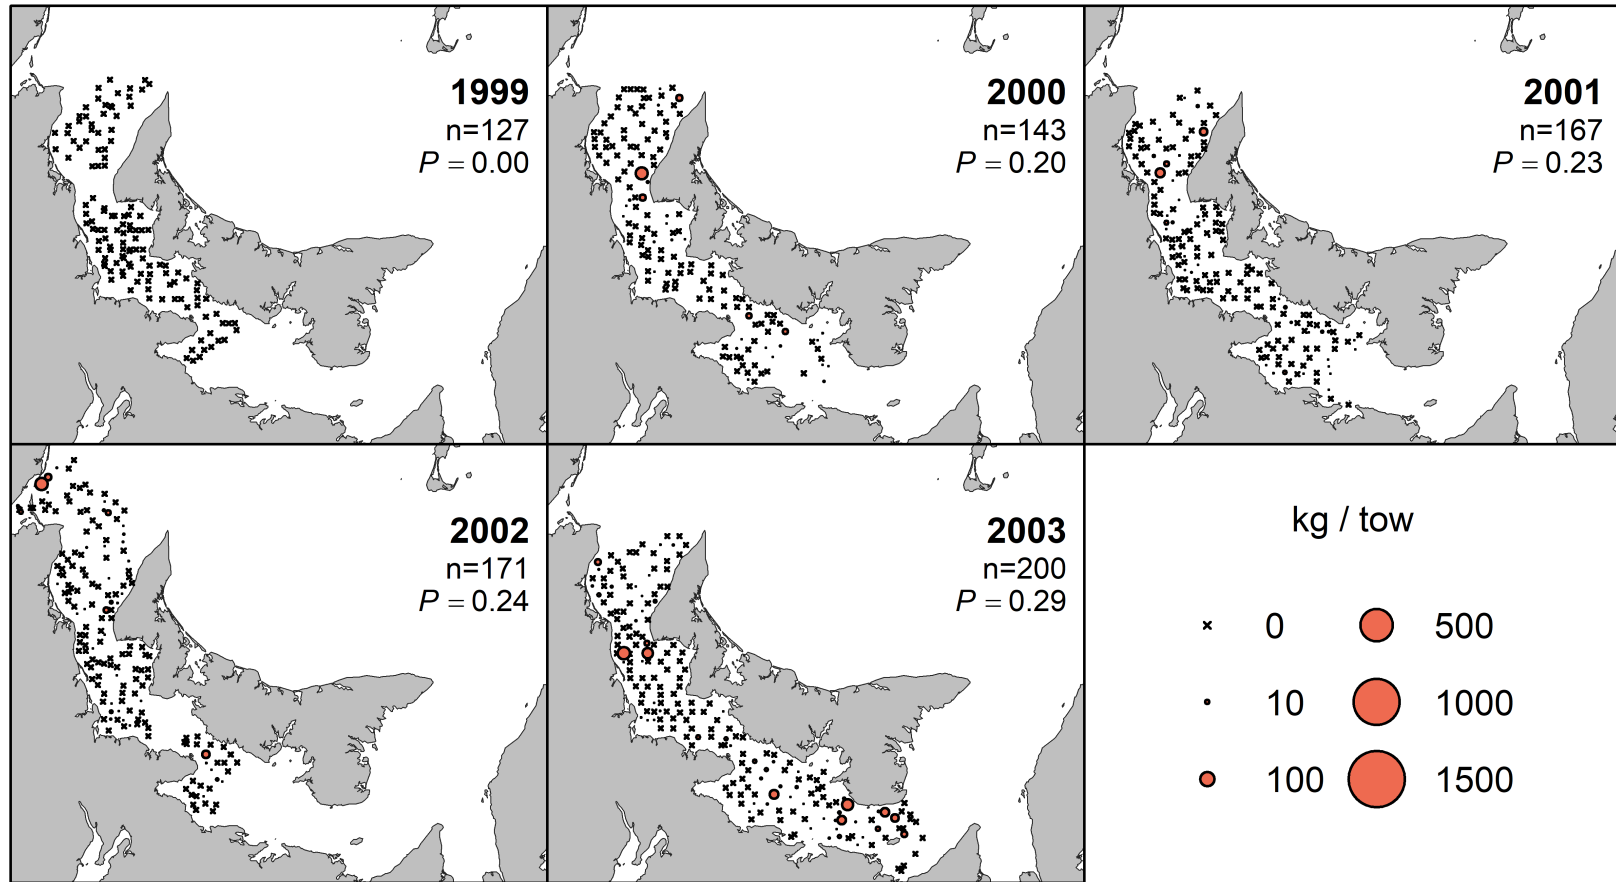 1999
n=127
P = 0.00
2000
n=143
P = 0.20
2001
n=167
P = 0.23
2002
n=171
P = 0.24
2003
n=200
P = 0.29
kg / tow
0 500
10 1000
100 1500